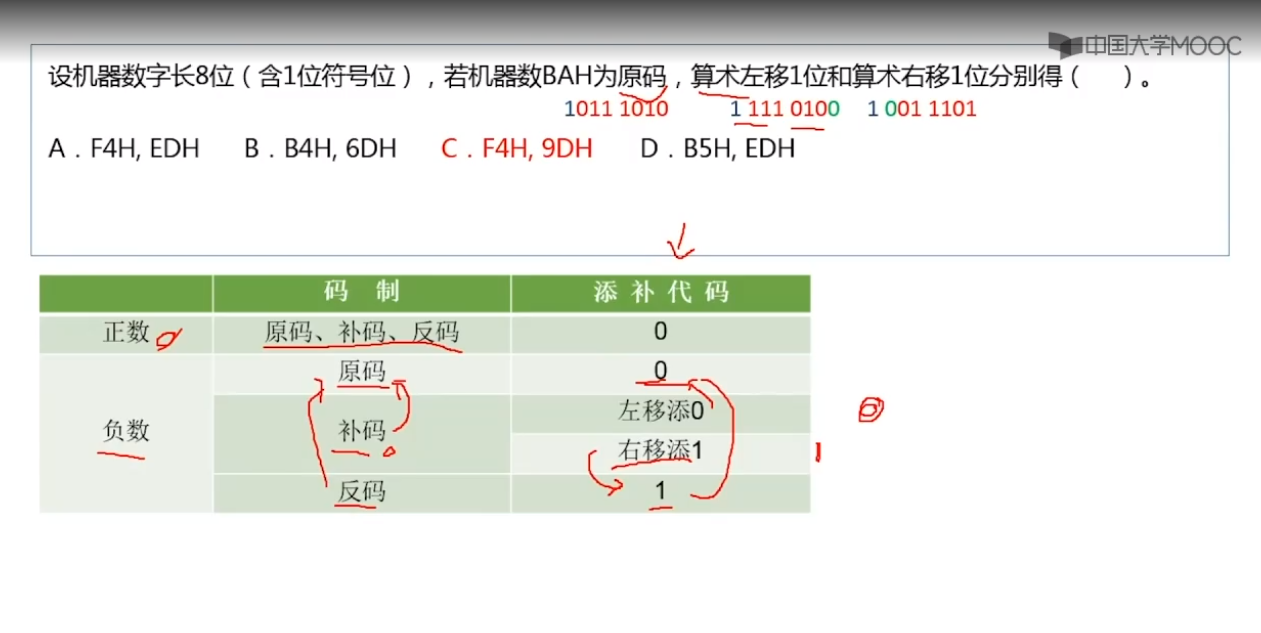 中国大学MOOC
设机器数字长8位（含1位符号位），若机器数BAH为原码，算术左移1位和算术右移1位分别得（ ）。
1011 1010 1 111 0100 1 001 1101
A．F4H, EDH B．B4H, 6DH C．F4H, 9DH D．B5H, EDH
码 制 添 补 代 码
正数 0 原码、补码、反码 0
原码 0
左移添0 0
负数 补码 0
右移添1 1
反码 1